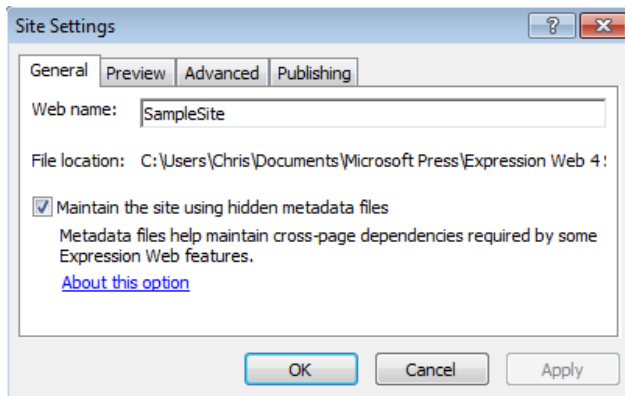 Site Settings
General Preview Advanced Publishing
Web name: SampleSite
File location: C:\Users\Chris\Documents\Microsoft Press\Expression Web 4
Maintain the site using hidden metadata files
Metadata files help maintain cross-page dependencies required by some
Expression Web features.
About this option
OK Cancel Apply